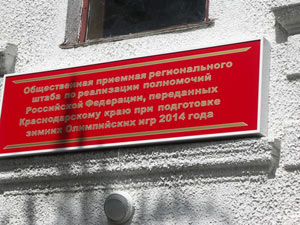 Общественная приемная регионального
штаба по реализации полномочий
Российской Федерации, переданных
Краснодарскому краю при подготовке
зимних Олимпийских игр 2014 года